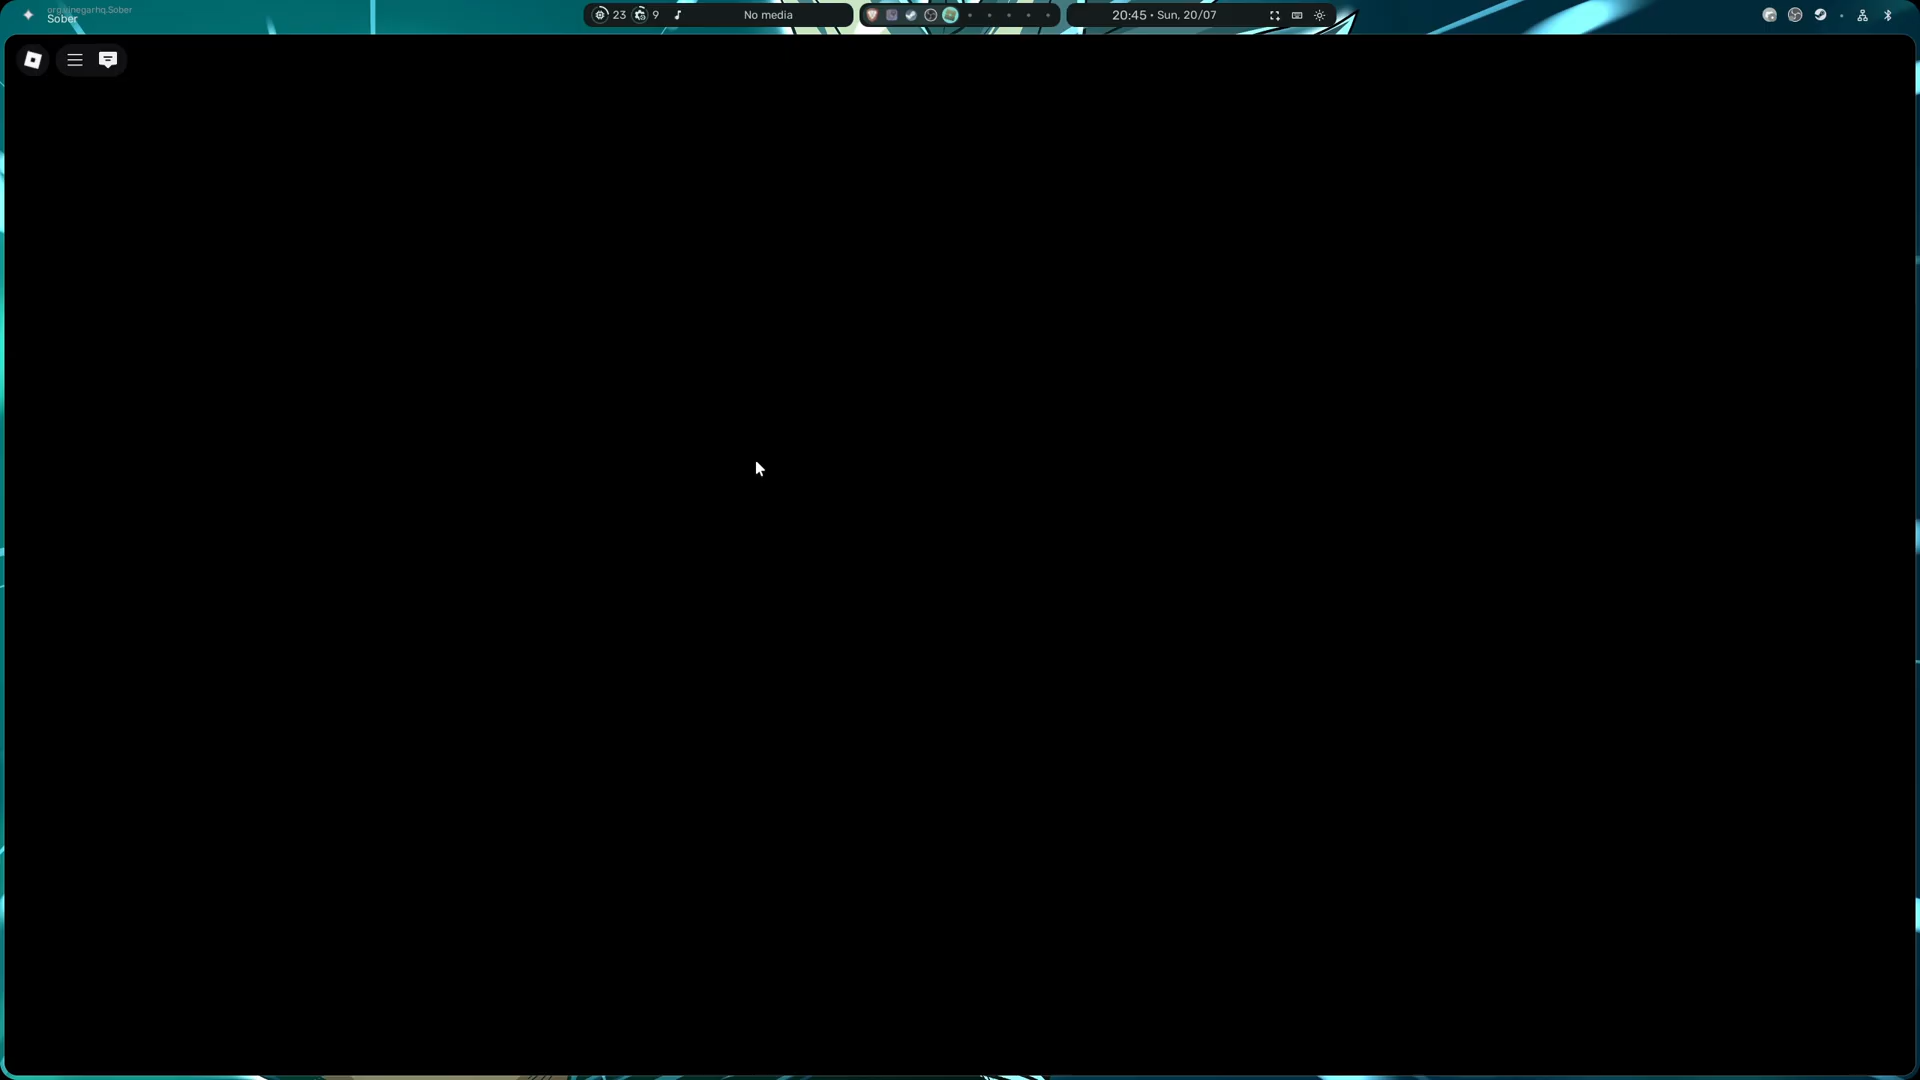 org.vinegarhq.Sober
Sober
23
9
No media
20:45 • Sun, 20/07